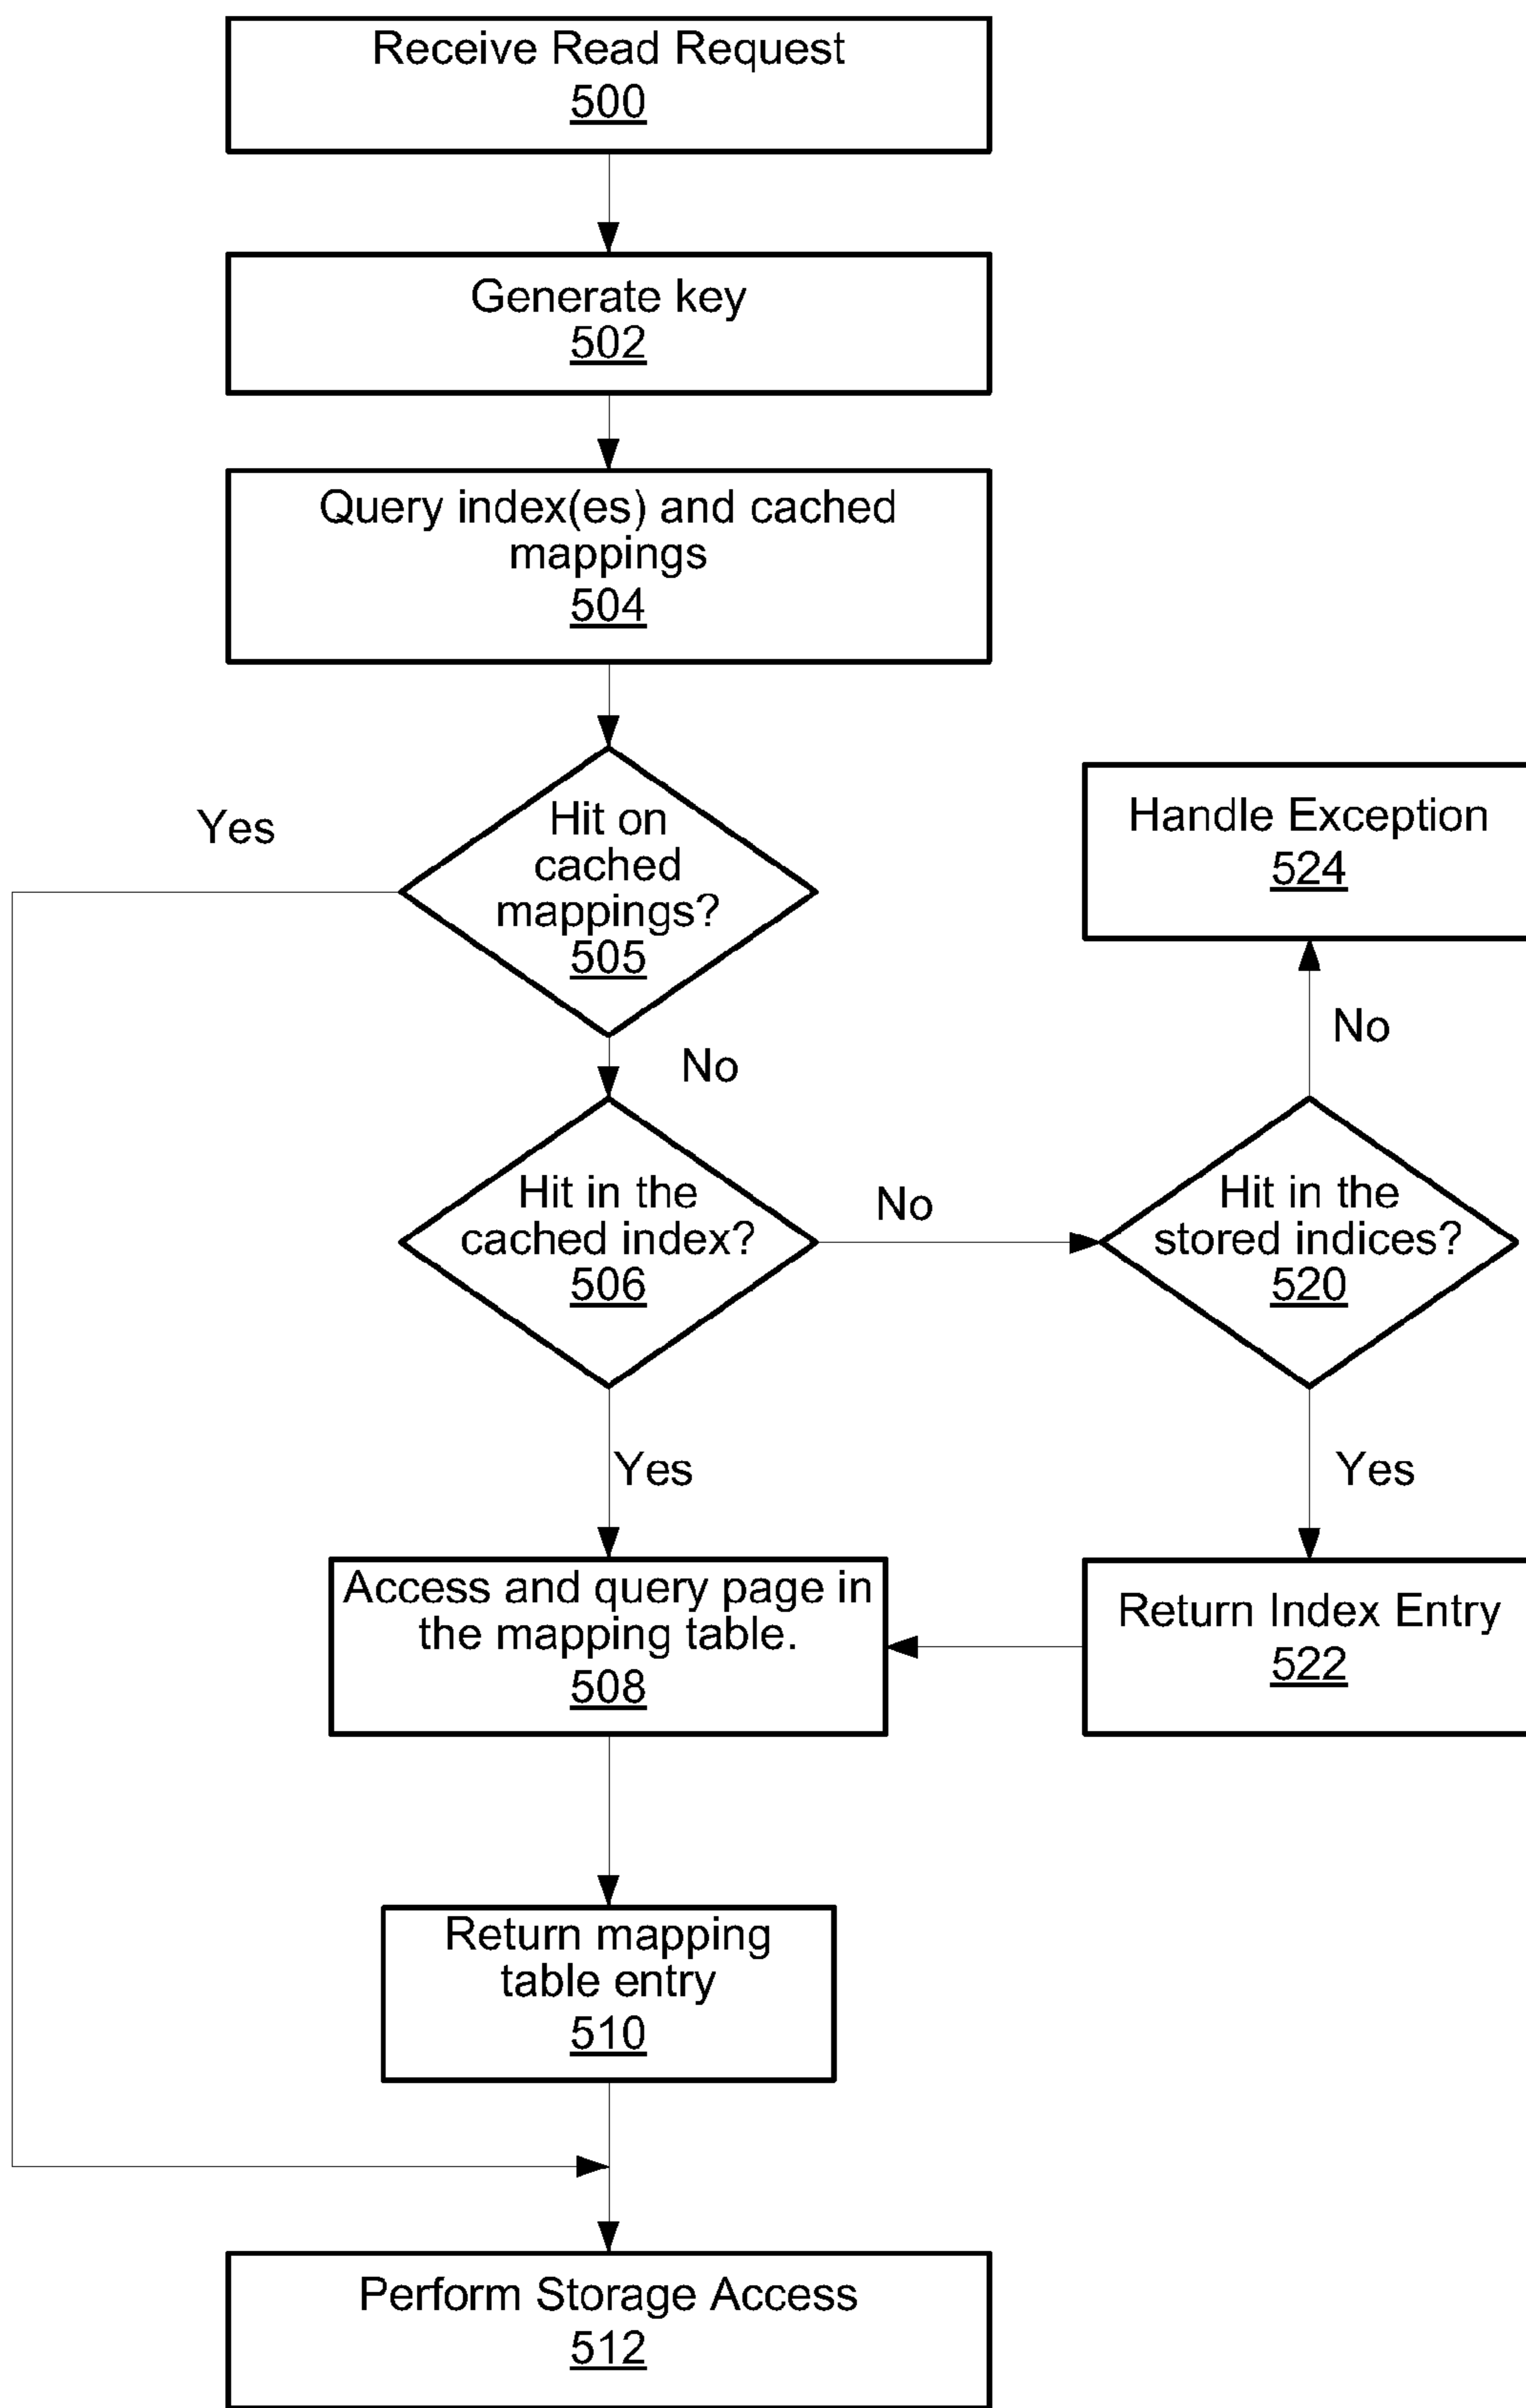 Receive Read Request
500
Generate key
502
Query index(es) and cached
mappings
504
Yes
Hit on
cached
mappings?
505
Handle Exception
524
No
No
Hit in the
cached index?
506
No
Hit in the
stored indices?
520
Yes
Yes
Access and query page in
the mapping table.
508
Return Index Entry
522
Return mapping
table entry
510
Perform Storage Access
512